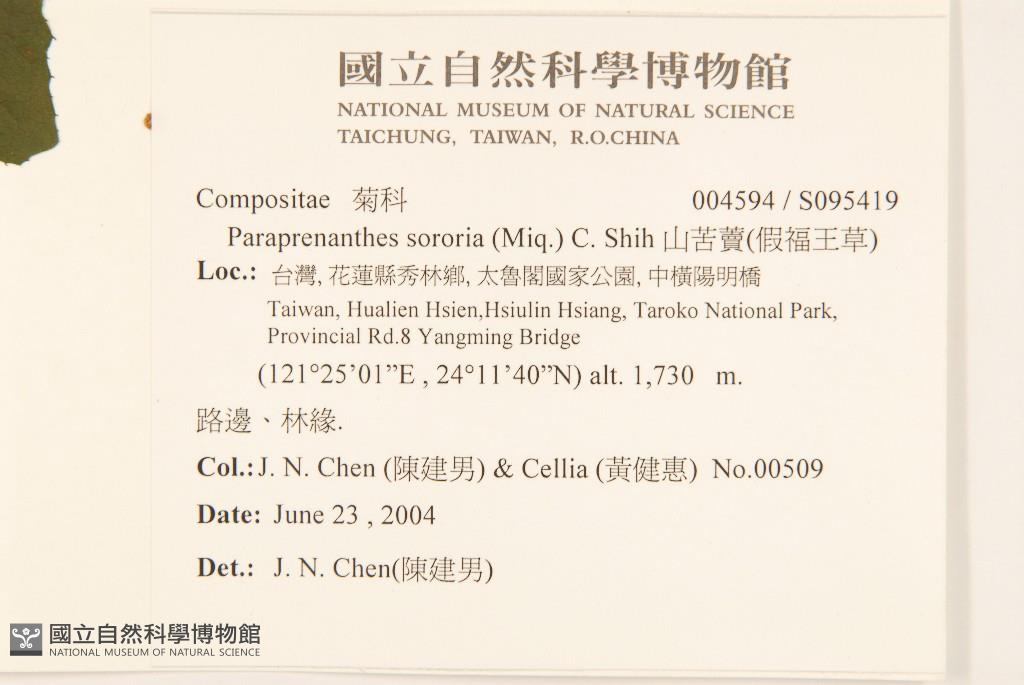 國立自然科學博物館
NATIONAL MUSEUM OF NATURAL SCIENCE
TAICHUNG, TAIWAN, R.O.CHINA
Compositae 菊科 004594 / S095419
Paraprenanthes sororia (Miq.) C. Shih 山苦藚(假福王草)
Loc.: 台灣, 花蓮縣秀林鄉, 太魯閣國家公園, 中橫陽明橋
Taiwan, Hualien Hsien,Hsiulin Hsiang, Taroko National Park,
Provincial Rd.8 Yangming Bridge
(121°25’01”E , 24°11’40”N) alt. 1,730 m.
路邊、林緣.
Col.: J. N. Chen (陳建男) & Cellia (黃健惠) No.00509
Date: June 23 , 2004
Det.: J. N. Chen(陳建男)
國立自然科學博物館
NATIONAL MUSEUM OF NATURAL SCIENCE